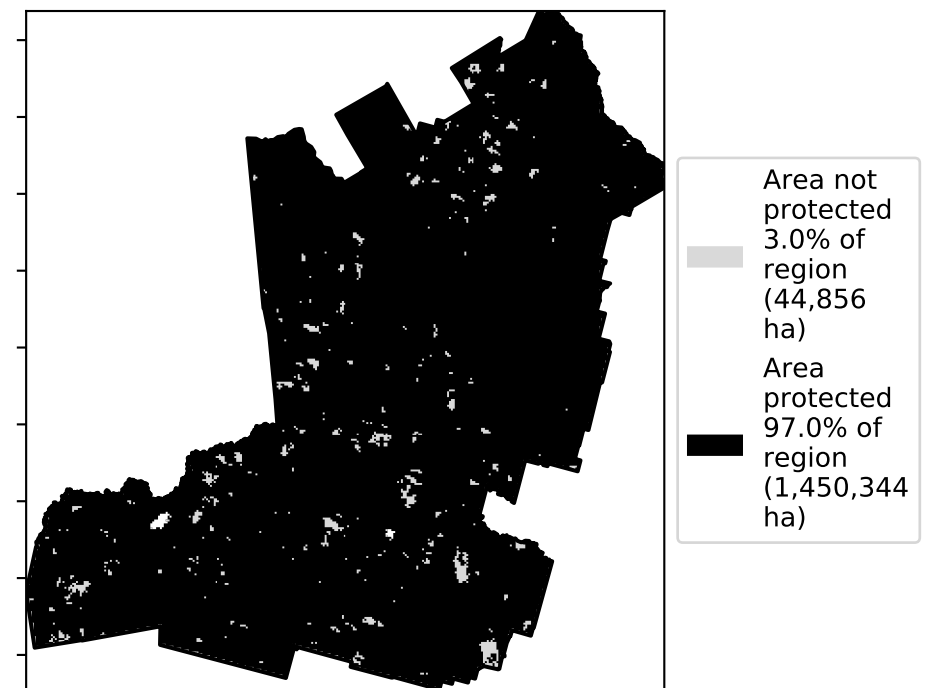 Area not
protected
3.0% of
region
(44,856
ha)
Area
protected
97.0% of
region
(1,450,344
ha)